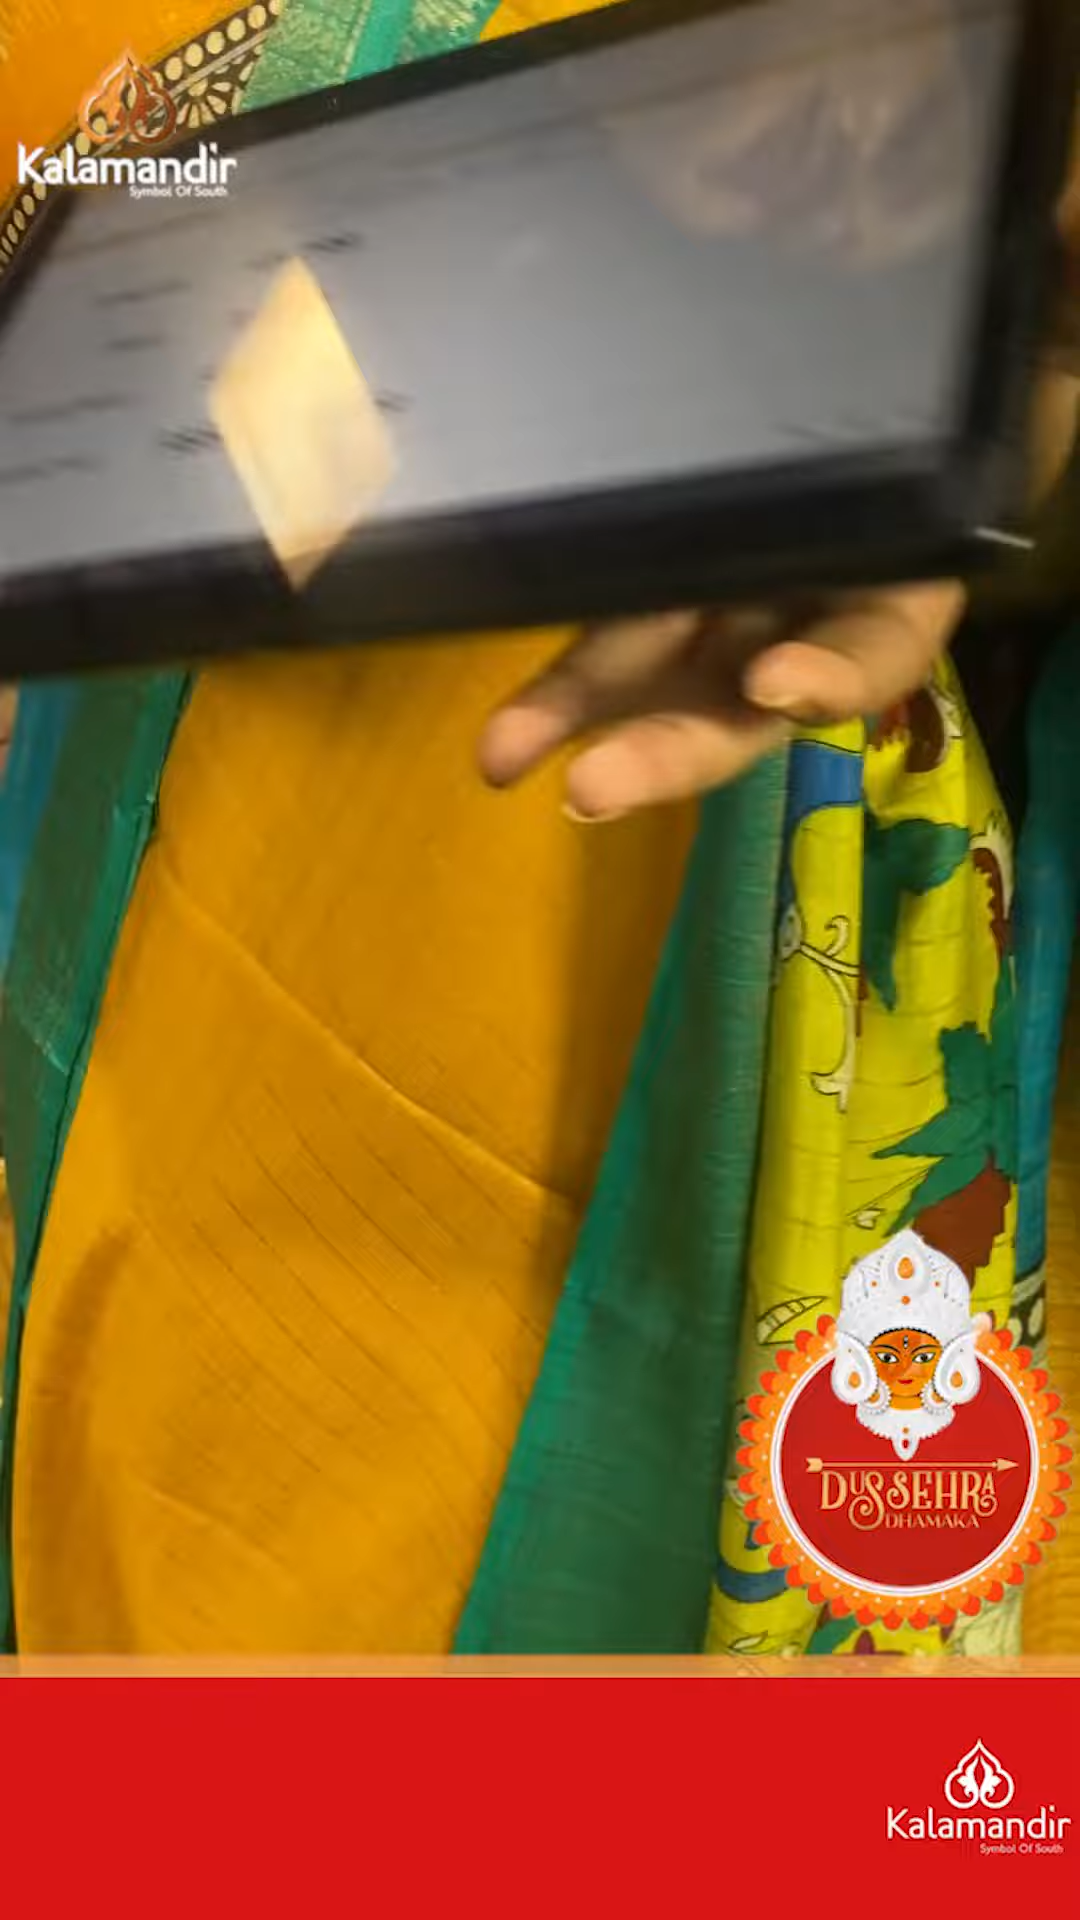 Kalamandir
Symbol Of South
DUSSEHRA
DHAMAKA
Kalamandir
Symbol Of South